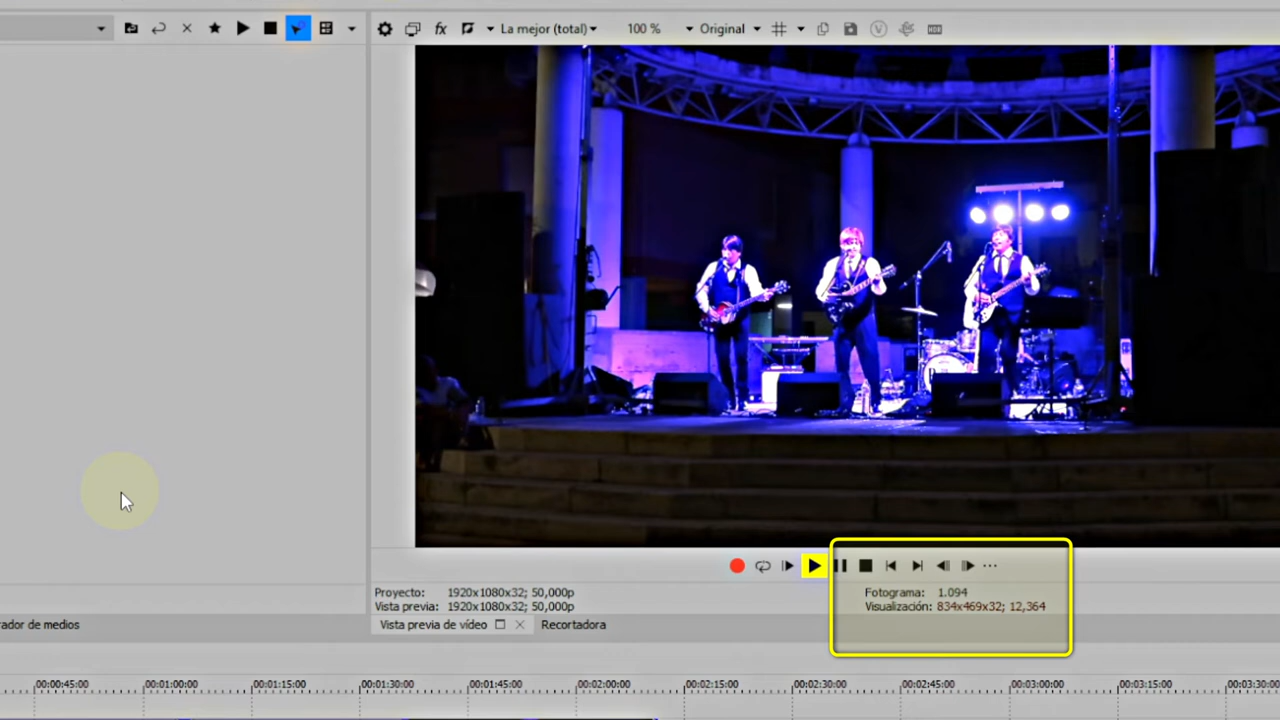 fx La mejor (total) 100 % Original
Proyecto: 1920x1080x32; 50,000p
Vista previa: 1920x1080x32; 50,000p
Fotograma: 1.094
Visualización: 834x469x32; 12,364
rador de medios
Vista previa de vídeo
Recortadora
00:00:45:00 00:01:00:00 00:01:15:00 00:01:30:00 00:01:45:00 00:02:00:00 00:02:15:00 00:02:30:00 00:02:45:00 00:03:00:00 00:03:15:00 00:03:30:00